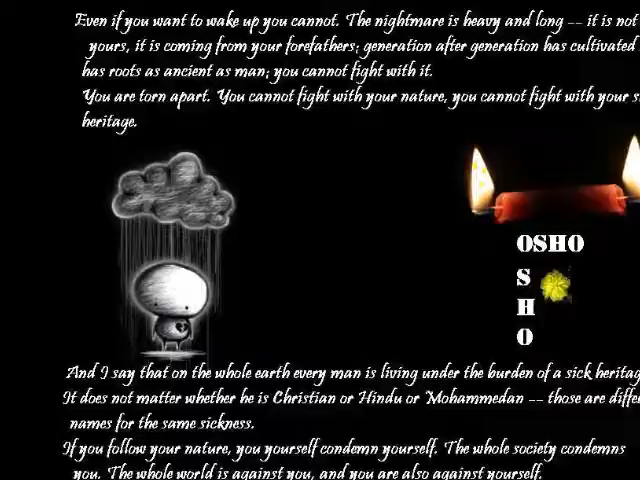 Even if you want to wake up you cannot. The nightmare is heavy and long -- it is not
yours, it is coming from your forefathers; generation after generation has cultivated
has roots as ancient as man; you cannot fight with it.
You are torn apart. You cannot fight with your nature, you cannot fight with your
heritage.
OSHO
S
H
O
And I say that on the whole earth every man is living under the burden of a sick
It does not matter whether he is Christian or Hindu or Mohammedan -- those are
names for the same sickness.
If you follow your nature, you yourself condemn yourself. The whole society condemns
you. The whole world is against you, and you are also against yourself.